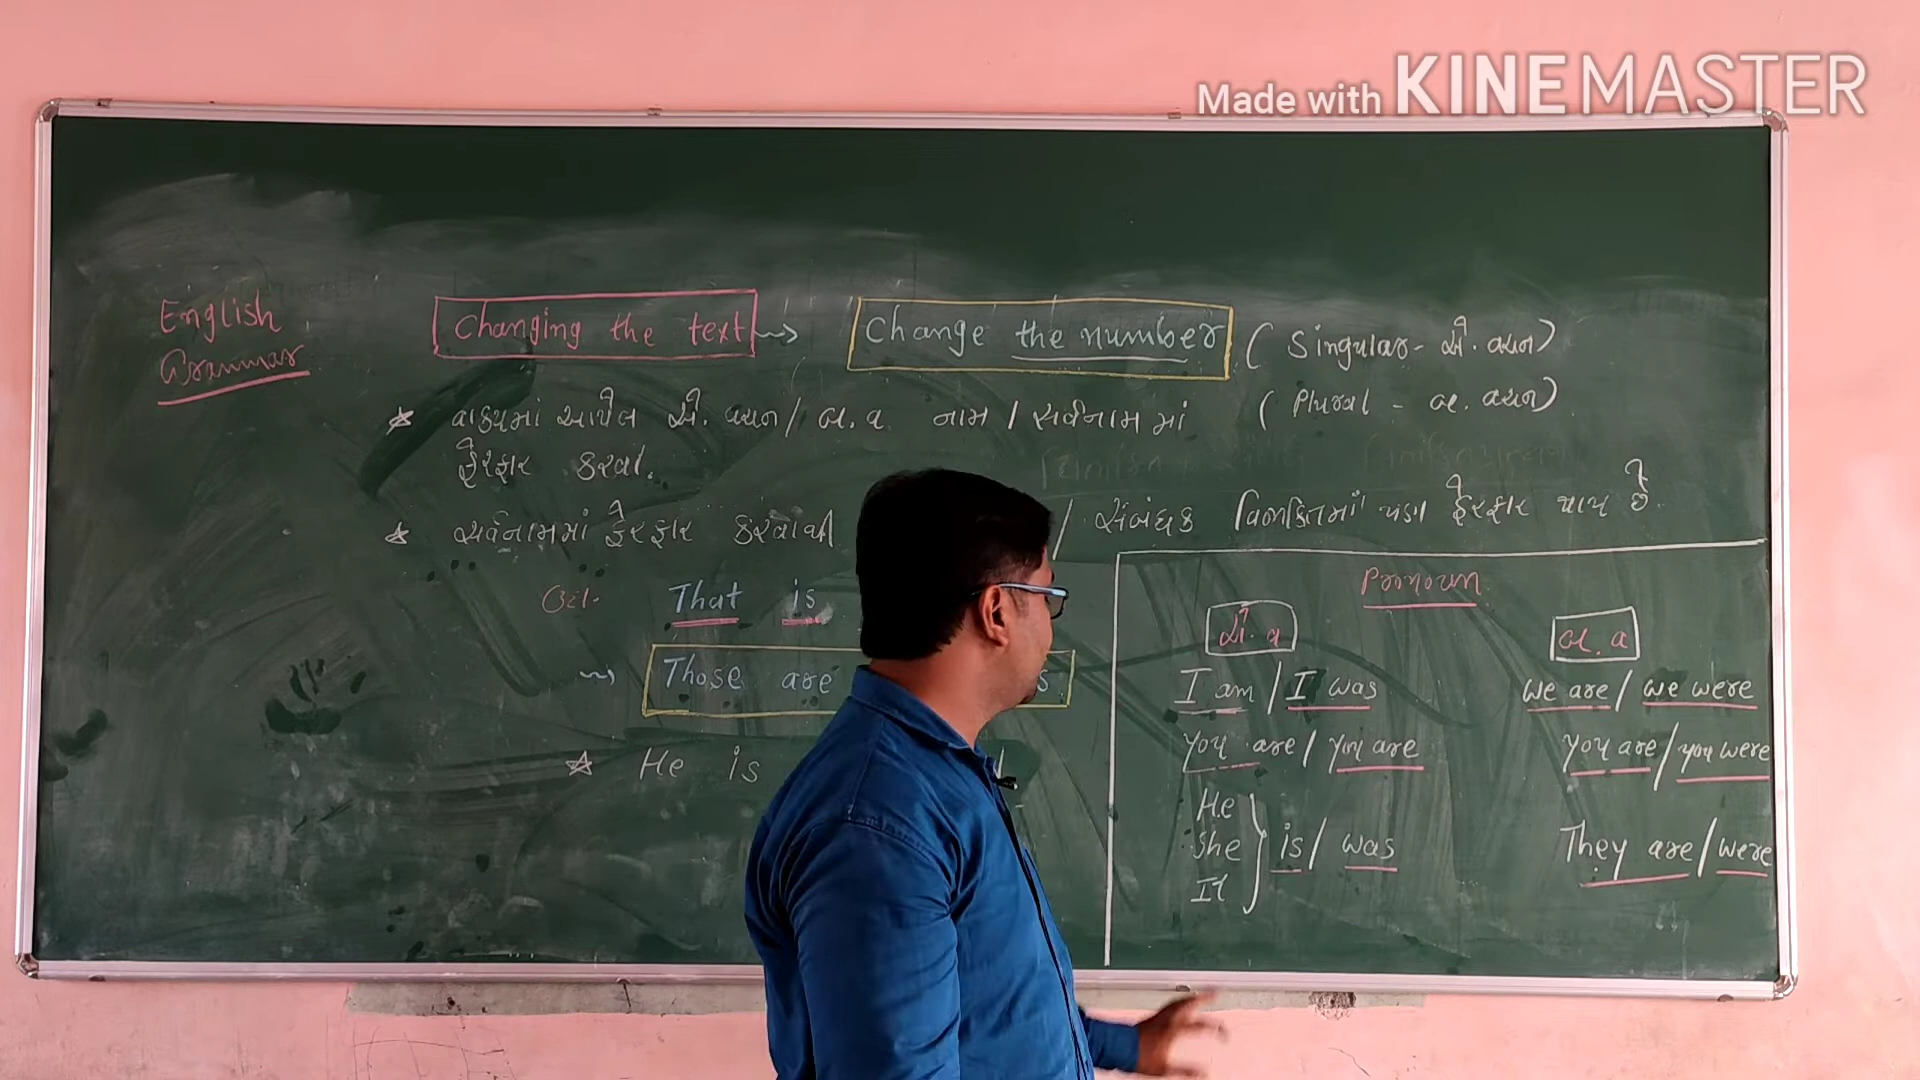 Made with KINEMASTER
English
Grammar
Changing the text
Change the number
( Singular - એ. વચન)
( Plural - બ. વચન)
☆ વાક્યમાં આપેલ એ. વચન / બ. વ નામ / સર્વનામ માં
ફેરફાર કરવો.
☆ સર્વનામમાં ફેરફાર કરવાથી / સંબંધક વિભક્તિમાં પણ ફેરફાર થાય છે.
That is
Those are
☆ He is
Pronoun
એ. વ
બ. વ
I am / I was
we are / we were
you are / you are
you are / you were
He
She
It
is / was
They are / were